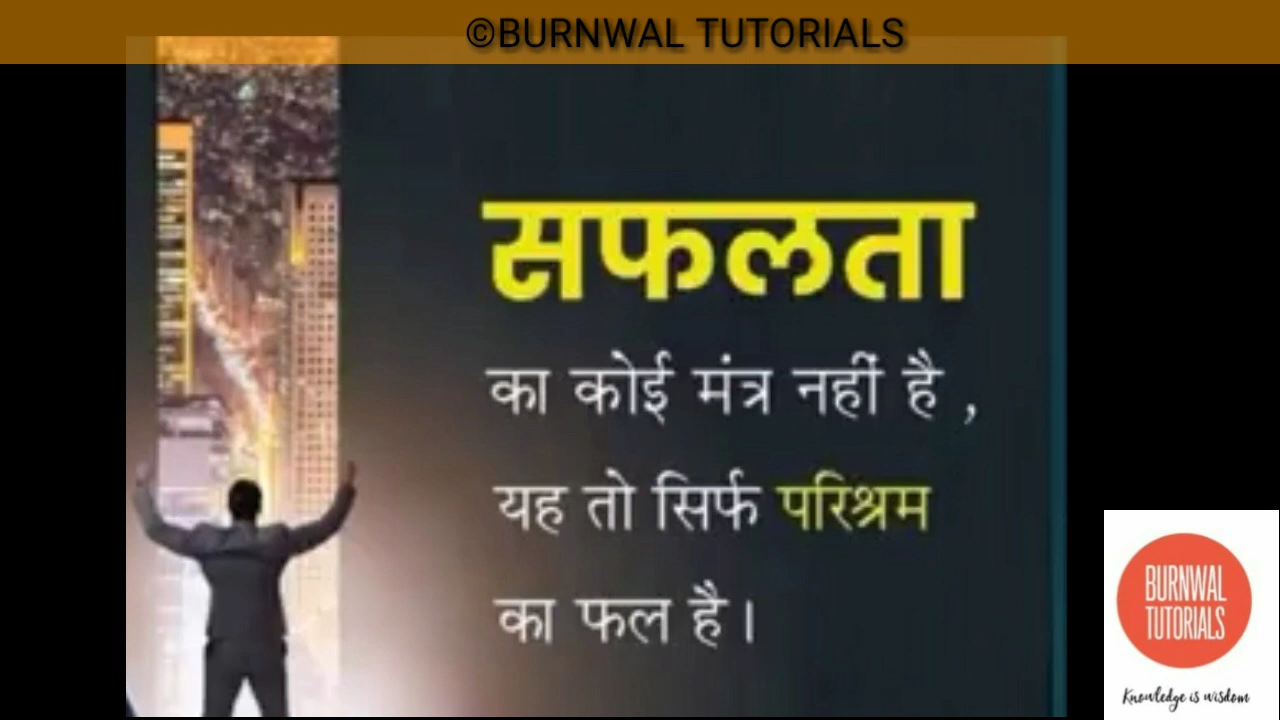 ©BURNWAL TUTORIALS
सफलता
का कोई मंत्र नहीं है ,
यह तो सिर्फ परिश्रम
का फल है।
BURNWAL
TUTORIALS
Knowledge is wisdom